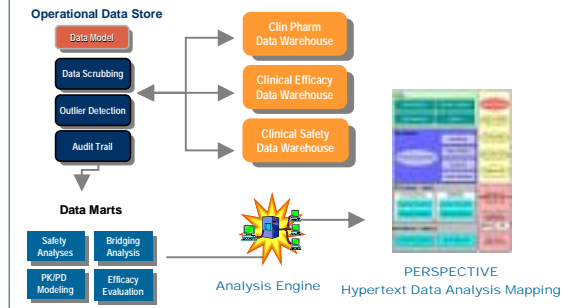 Operational Data Store
Data Model
Data Scrubbing
Outlier Detection
Audit Trail
Clin Pharm
Data Warehouse
Clinical Efficacy
Data Warehouse
Clinical Safety
Data Warehouse
Data Marts
Safety
Analyses
Bridging
Analysis
PK/PD
Modeling
Efficacy
Evaluation
Analysis Engine
PERSPECTIVE
Hypertext Data Analysis Mapping